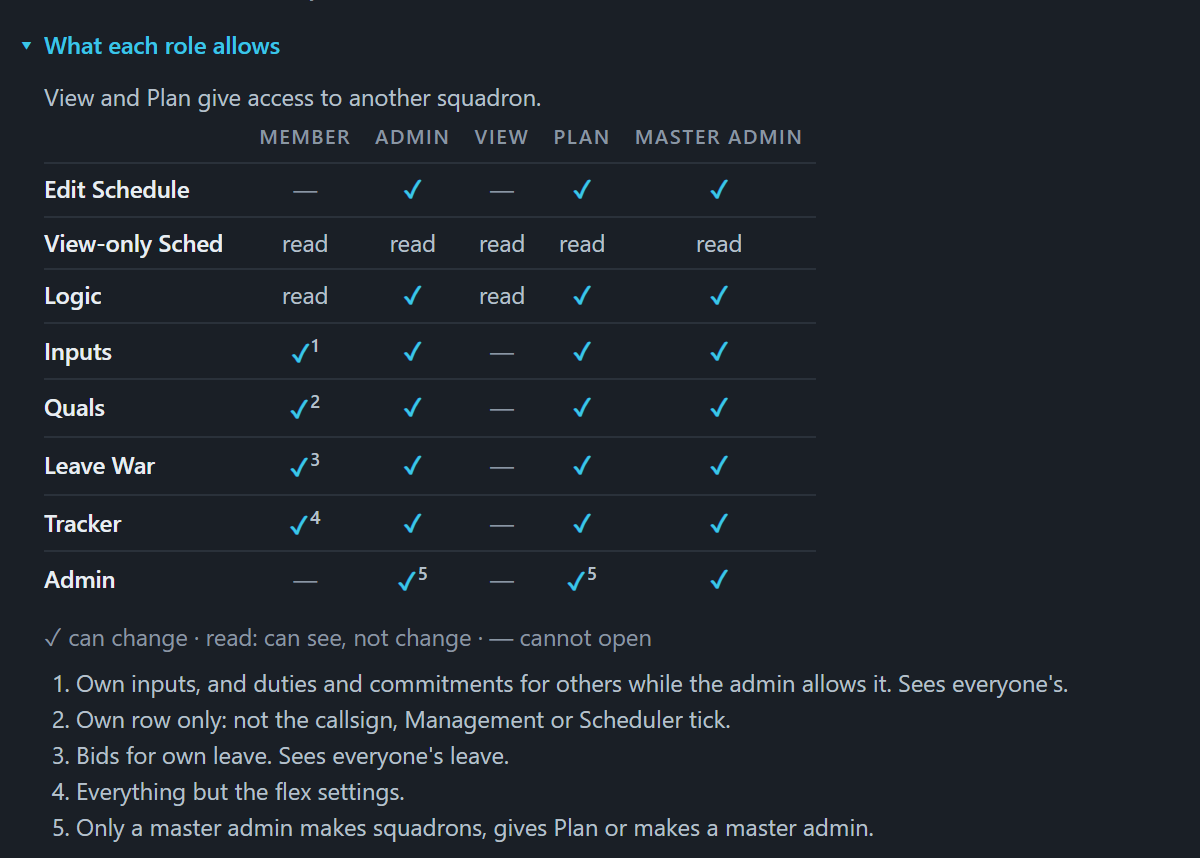 What each role allows
View and Plan give access to another squadron.
MEMBER ADMIN VIEW PLAN MASTER ADMIN
Edit Schedule — ✓ — ✓ ✓
View-only Sched read read read read read
Logic read ✓ read ✓ ✓
Inputs ✓1 ✓ — ✓ ✓
Quals ✓2 ✓ — ✓ ✓
Leave War ✓3 ✓ — ✓ ✓
Tracker ✓4 ✓ — ✓ ✓
Admin — ✓5 — ✓5 ✓
✓ can change · read: can see, not change · — cannot open
1. Own inputs, and duties and commitments for others while the admin allows it. Sees everyone's.
2. Own row only: not the callsign, Management or Scheduler tick.
3. Bids for own leave. Sees everyone's leave.
4. Everything but the flex settings.
5. Only a master admin makes squadrons, gives Plan or makes a master admin.